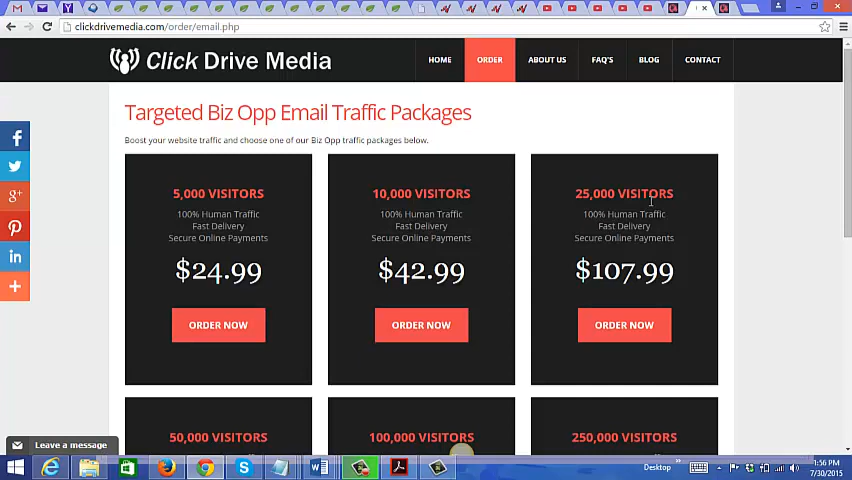 clickdrivemedia.com/order/email.php
Click Drive Media
HOME
ORDER
ABOUT US
FAQ'S
BLOG
CONTACT
Targeted Biz Opp Email Traffic Packages
Boost your website traffic and choose one of our Biz Opp traffic packages below.
5,000 VISITORS
100% Human Traffic
Fast Delivery
Secure Online Payments
$24.99
ORDER NOW
10,000 VISITORS
100% Human Traffic
Fast Delivery
Secure Online Payments
$42.99
ORDER NOW
25,000 VISITORS
100% Human Traffic
Fast Delivery
Secure Online Payments
$107.99
ORDER NOW
50,000 VISITORS
100,000 VISITORS
250,000 VISITORS
Leave a message
Desktop
1:56 PM
7/30/2015